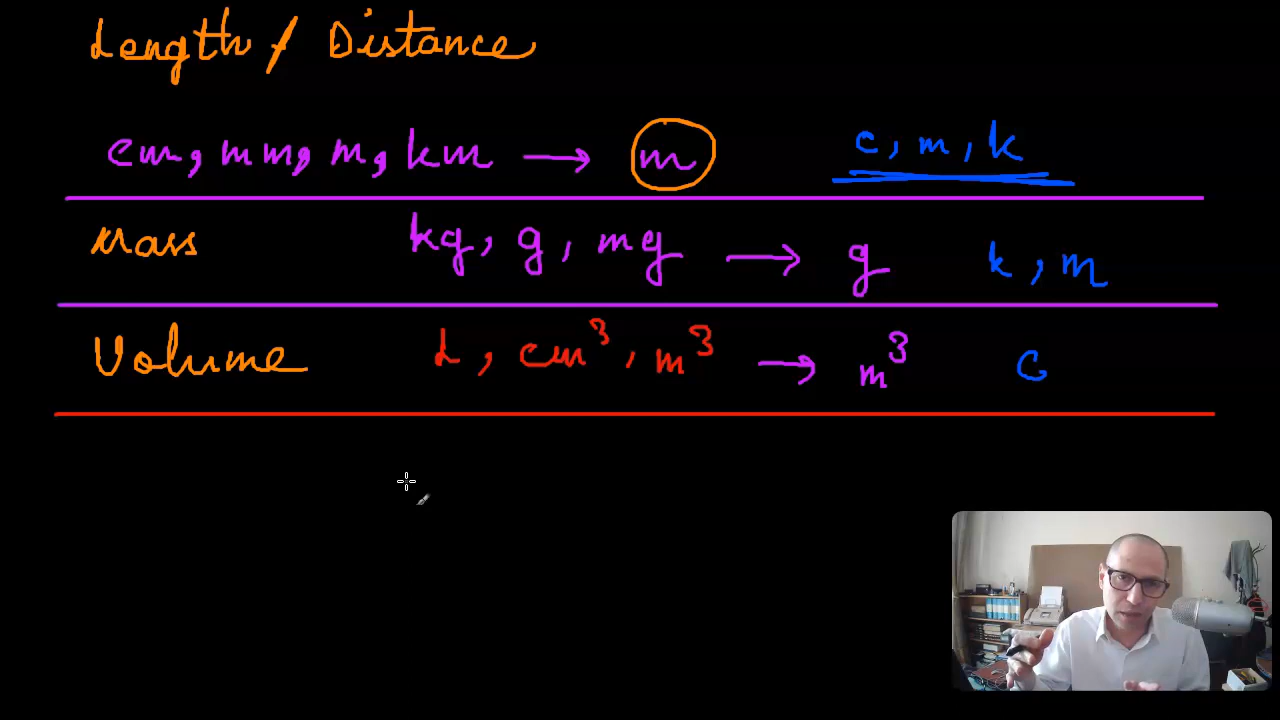 Length / Distance
cm, mm, m, km → m c, m, k
Mass kg, g, mg → g k, m
Volume L, cm³, m³ → m³ c